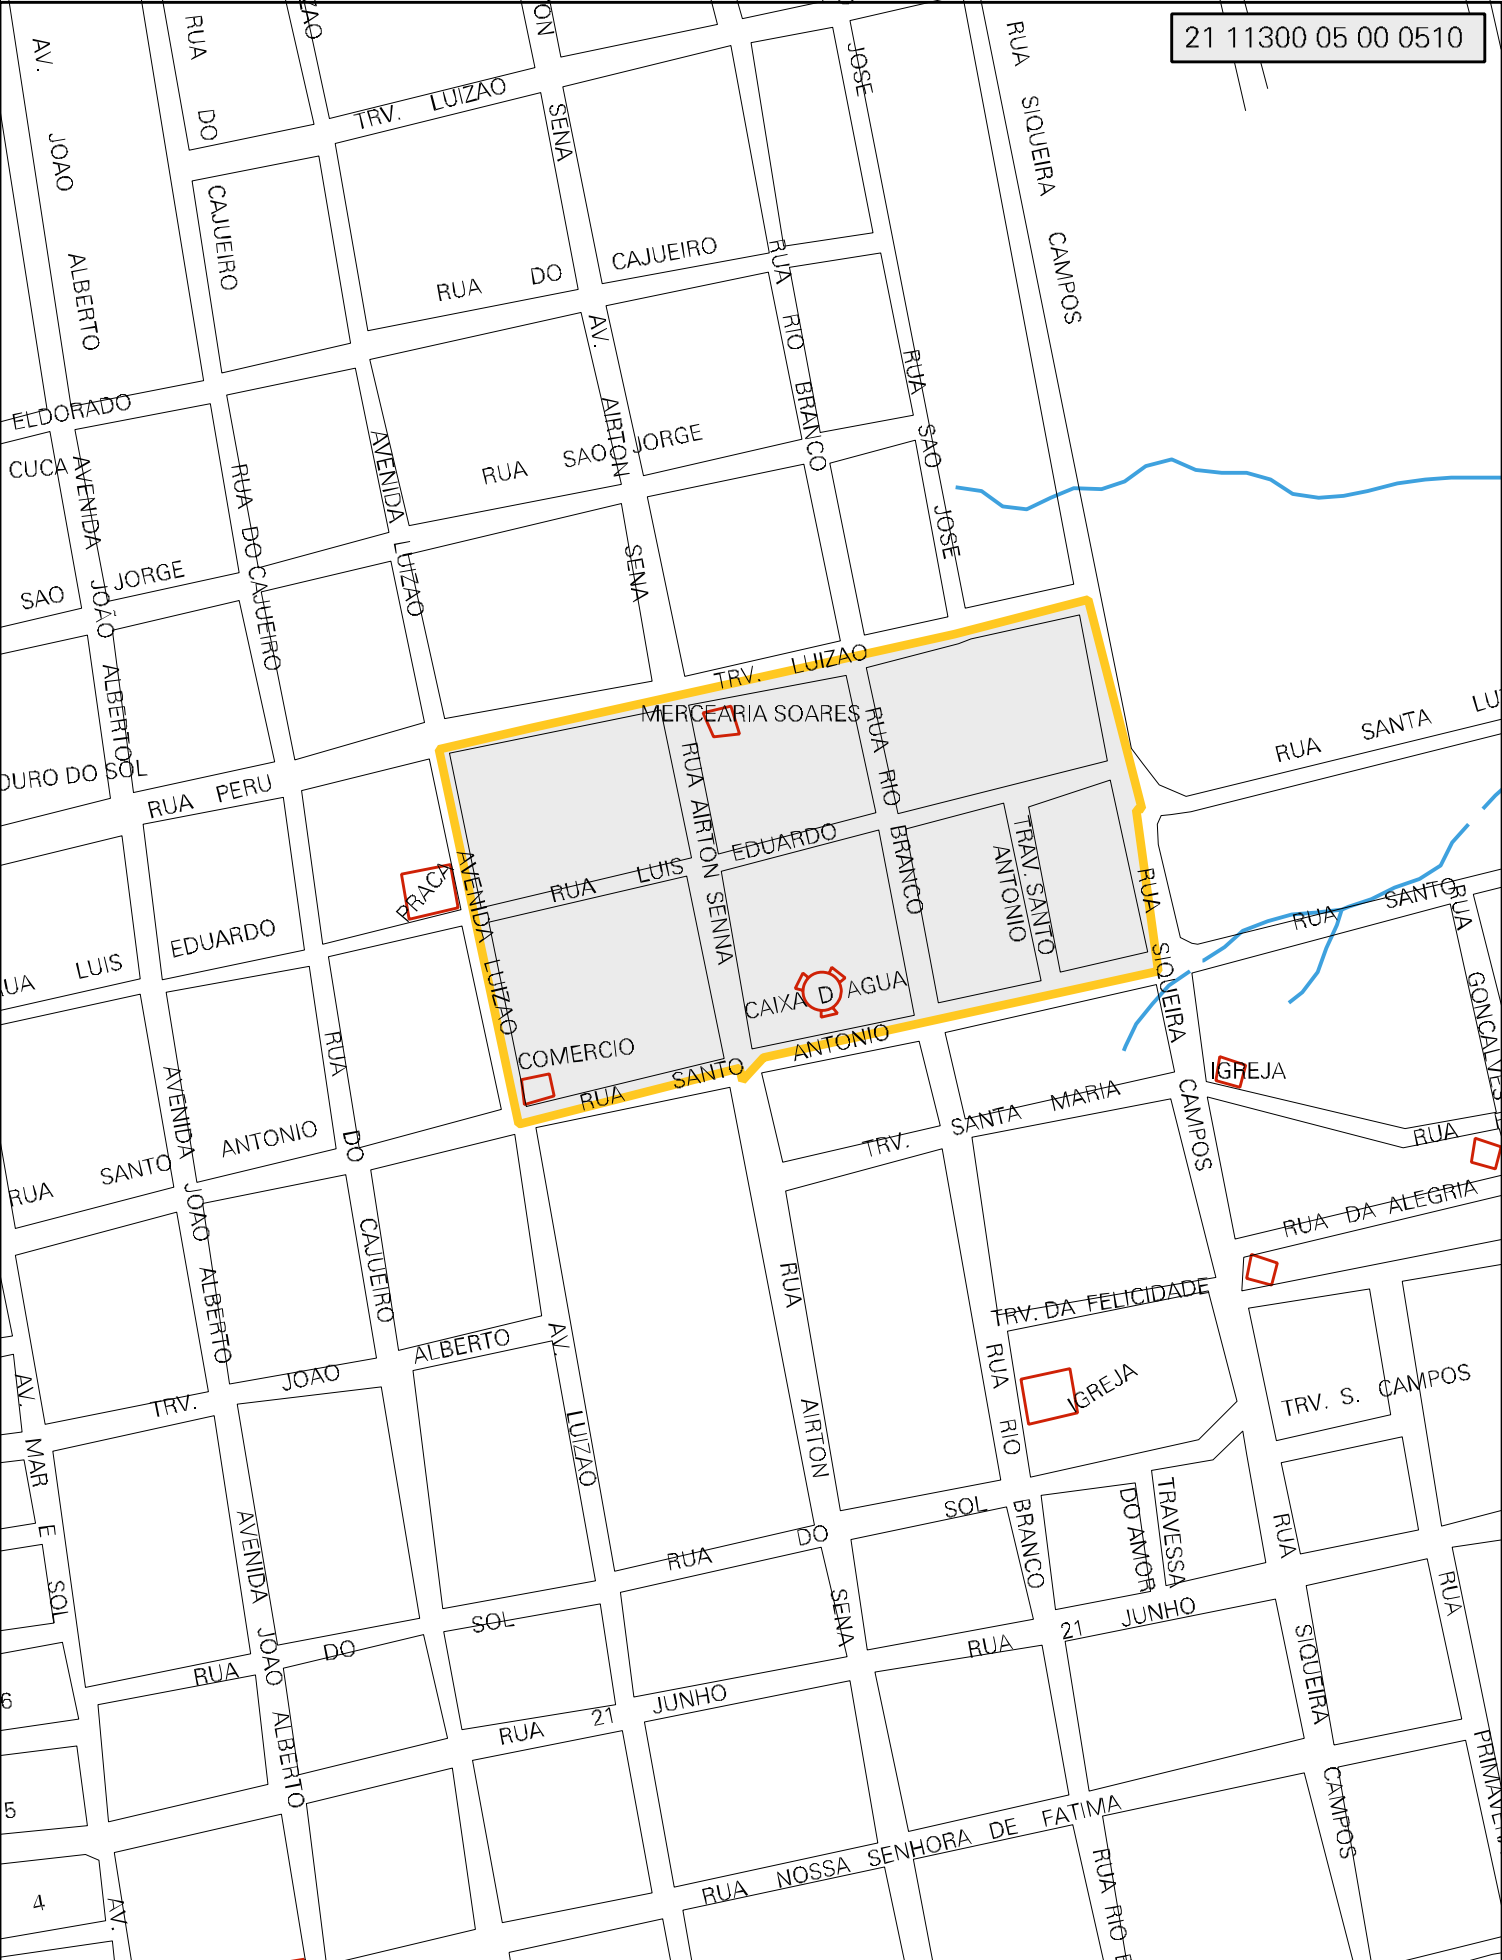 21 11300 05 00 0510
AV. JOAO ALBERTO
RUA DO CAJUEIRO
JOSE
RUA SIQUEIRA CAMPOS
TRV. LUIZAO
SENA
RUA DO CAJUEIRO
RUA RIO BRANCO
AV. AIRTON SENA
RUA SAO JOSE
ELDORADO
CUCA
RUA SAO JORGE
AVENIDA LUIZAO
AVENIDA JOÃO ALBERTO
RUA DO CAJUEIRO
SAO JORGE
TRV. LUIZAO
MERCEARIA SOARES
RUA SANTA
OURO DO SOL
RUA PERU
RUA AIRTON SENNA
RUA RIO BRANCO
RUA LUIS EDUARDO
TRAV. SANTO
ANTONIO
PRACA
AVENIDA LUIZAO
RUA SIQUEIRA CAMPOS
RUA SANTO
RUA GONCALVES
LUIS EDUARDO
CAIXA D AGUA
COMERCIO
RUA SANTO ANTONIO
IGREJA
RUA
RUA DO CAJUEIRO
AVENIDA JOAO ALBERTO
RUA SANTO ANTONIO
TRV. SANTA MARIA
RUA DA ALEGRIA
RUA AIRTON SENA
TRV. DA FELICIDADE
RUA RIO BRANCO
IGREJA
TRV. S. CAMPOS
TRV. JOAO ALBERTO
AV. LUIZAO
AV. MAR E SOL
RUA DO SOL
TRAVESSA
DO AMOR
RUA SIQUEIRA CAMPOS
RUA
PRIMAVERA
AVENIDA JOAO ALBERTO
RUA DO SOL
RUA 21 JUNHO
RUA 21 JUNHO
6
5
4
AV.
RUA NOSSA SENHORA DE FATIMA
RUA RIO